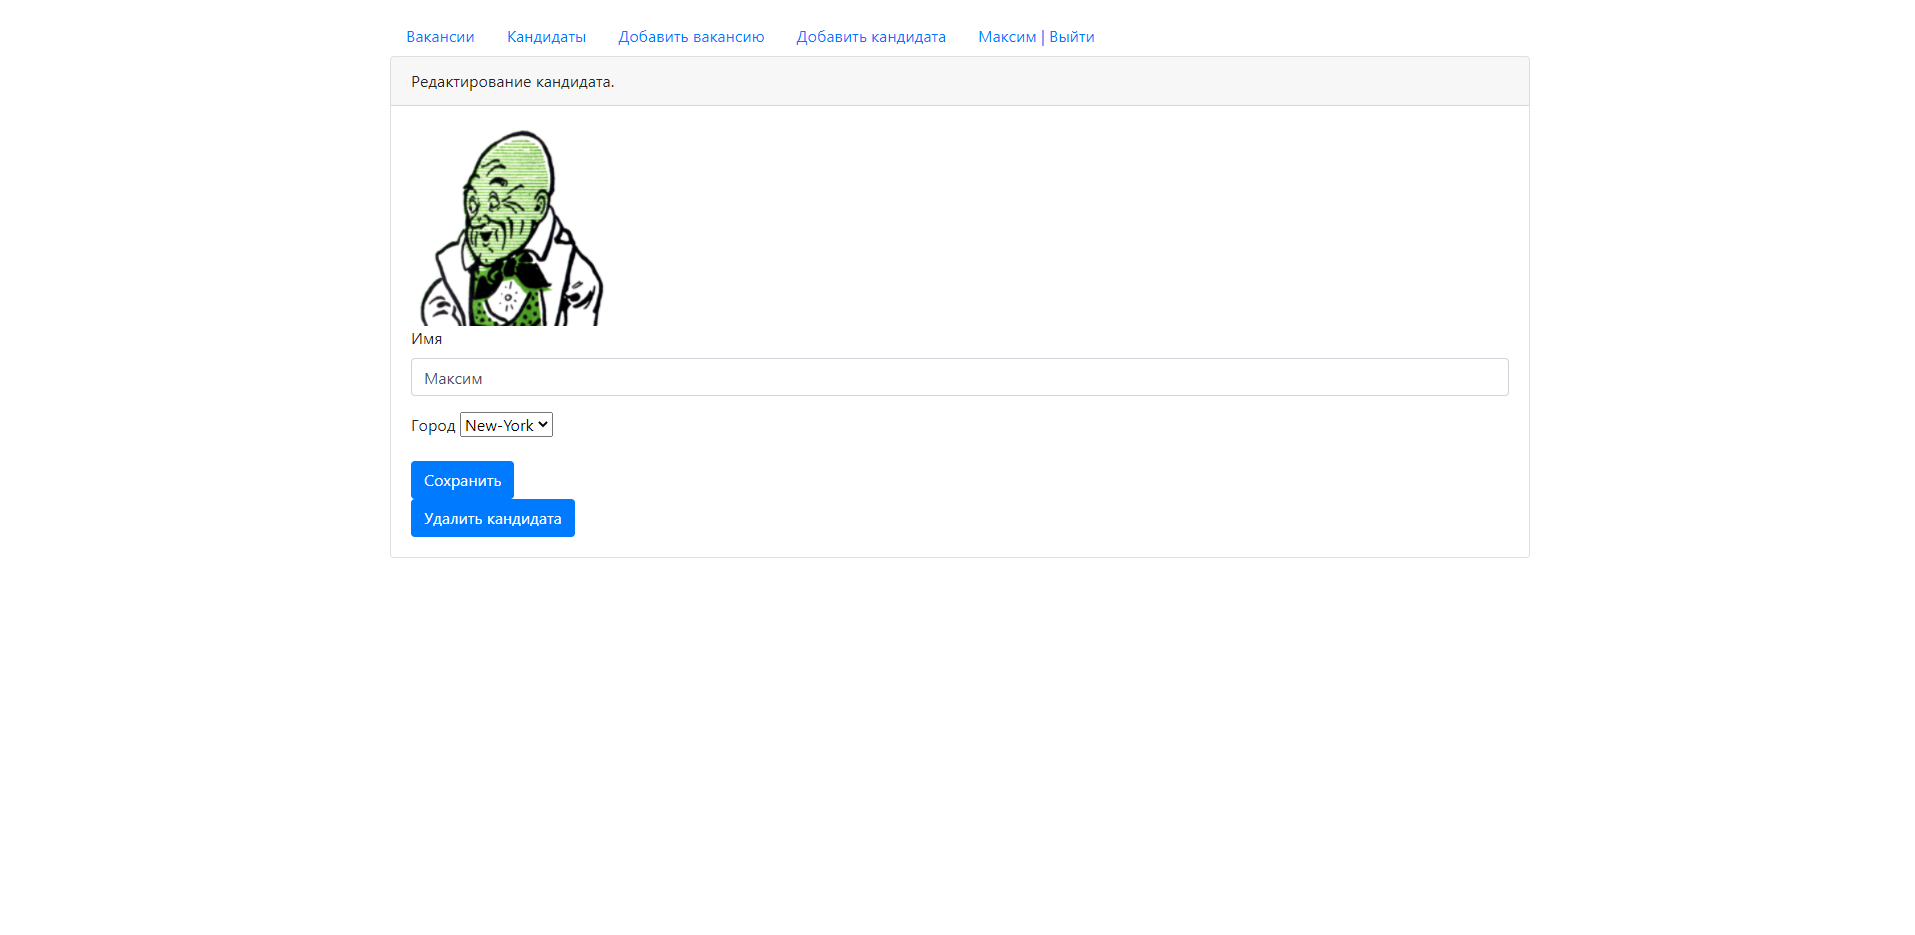 Вакансии Кандидаты Добавить вакансию Добавить кандидата Максим | Выйти
Редактирование кандидата.
Имя
Максим
Город New-York
Сохранить
Удалить кандидата